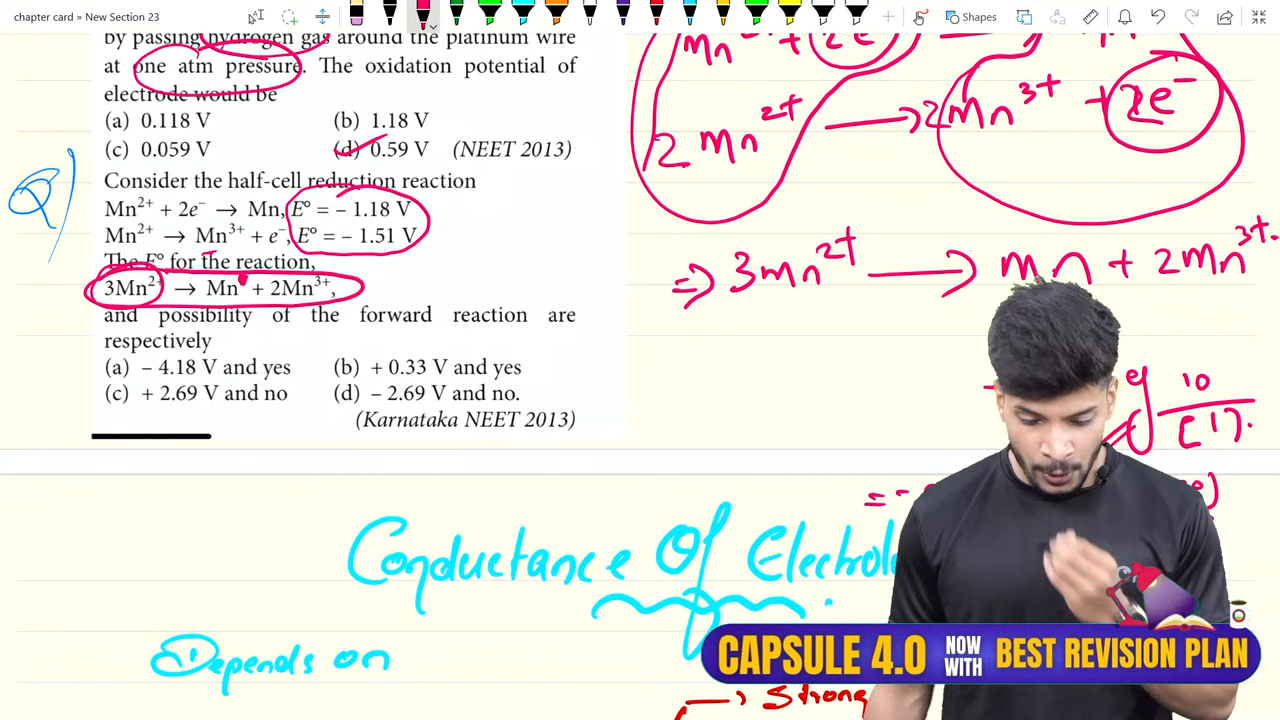 chapter card » New Section 23
Shapes
by passing hydrogen gas around the platinum wire
at one atm pressure. The oxidation potential of
electrode would be
(a) 0.118 V (b) 1.18 V
(c) 0.059 V (d) 0.59 V (NEET 2013)
Q)
Consider the half-cell reduction reaction
Mn²⁺ + 2e⁻ → Mn, E° = – 1.18 V
Mn²⁺ → Mn³⁺ + e⁻, E° = – 1.51 V
The E° for the reaction,
3Mn²⁺ → Mn + 2Mn³⁺,
and possibility of the forward reaction are
respectively
(a) – 4.18 V and yes (b) + 0.33 V and yes
(c) + 2.69 V and no (d) – 2.69 V and no.
(Karnataka NEET 2013)
Mn²⁺ + 2e⁻
2Mn²⁺ → 2Mn³⁺ + 2e⁻
⇒ 3Mn²⁺ → Mn + 2Mn³⁺
10
Conductance Of
Depends on
→ Strong
CAPSULE 4.0 NOW WITH BEST REVISION PLAN